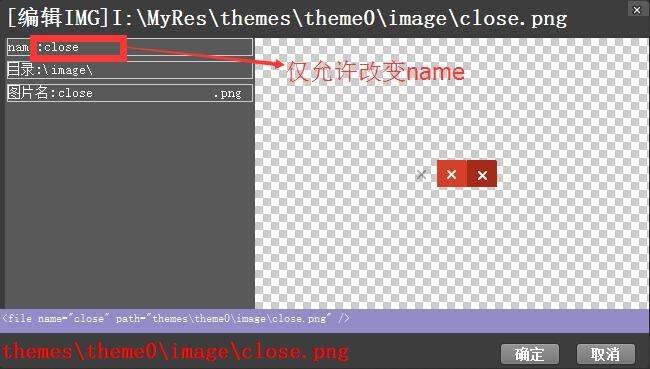 [编辑IMG]I:\MyRes\themes\theme0\image\close.png
name:close
仅允许改变name
目录:\image\
图片名:close .png
<file name="close" path="themes\theme0\image\close.png" />
themes\theme0\image\close.png
确定 取消